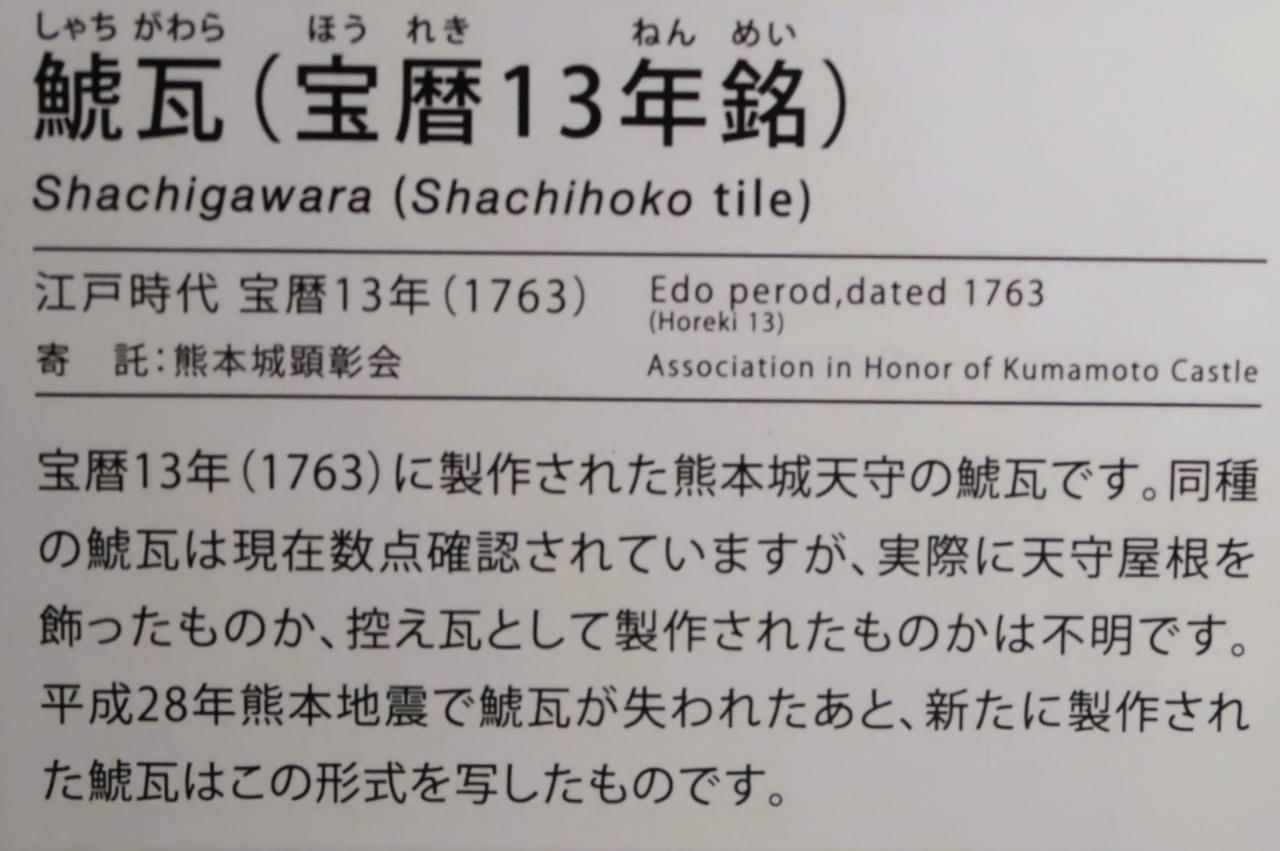 しゃち がわら ほう れき ねん めい
鯱瓦(宝暦13年銘)
Shachigawara (Shachihoko tile)
江戸時代 宝暦13年(1763) Edo perod,dated 1763
(Horeki 13)
寄 託:熊本城顕彰会 Association in Honor of Kumamoto Castle
宝暦13年(1763)に製作された熊本城天守の鯱瓦です。同種
の鯱瓦は現在数点確認されていますが、実際に天守屋根を
飾ったものか、控え瓦として製作されたものかは不明です。
平成28年熊本地震で鯱瓦が失われたあと、新たに製作され
た鯱瓦はこの形式を写したものです。